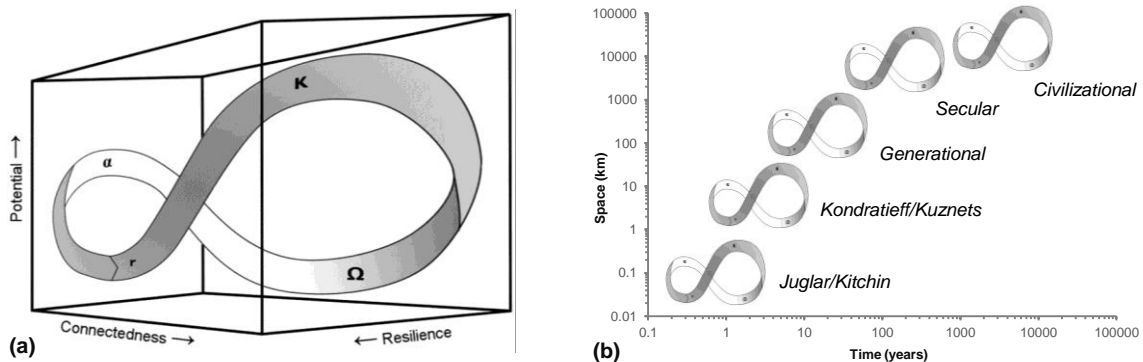 Potential →
α
r
K
Ω
Connectedness →
← Resilience
(a)
(b)
100000
10000
1000
100
10
1
0.1
0.01
Space (km)
0.1
1
10
100
1000
10000
100000
Time (years)
Civilizational
Secular
Generational
Kondratieff/Kuznets
Juglar/Kitchin